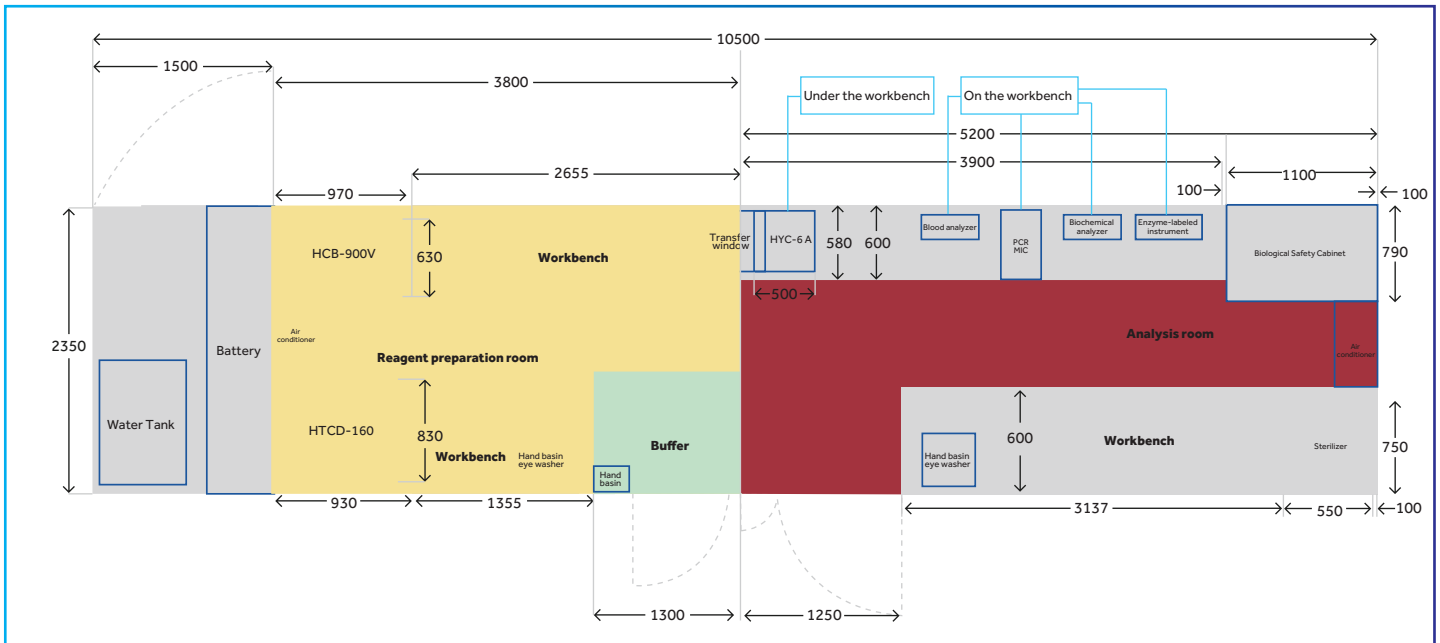 10500
1500
3800
Under the workbench
On the workbench
5200
3900
2655
1100
970
100
100
HCB-900V
630
Transfer
window
HYC-6 A
580
600
Blood analyzer
PCR
MIC
Biochemical
analyzer
Enzyme-labeled
instrument
Biological Safety Cabinet
790
Workbench
500
2350
Battery
Air
conditioner
Reagent preparation room
Analysis room
Air
conditioner
Water Tank
HTCD-160
830
Workbench
Hand basin
eye washer
Buffer
Hand
basin
Hand basin
eye washer
600
Workbench
Sterilizer
750
930
1355
3137
550
100
1300
1250